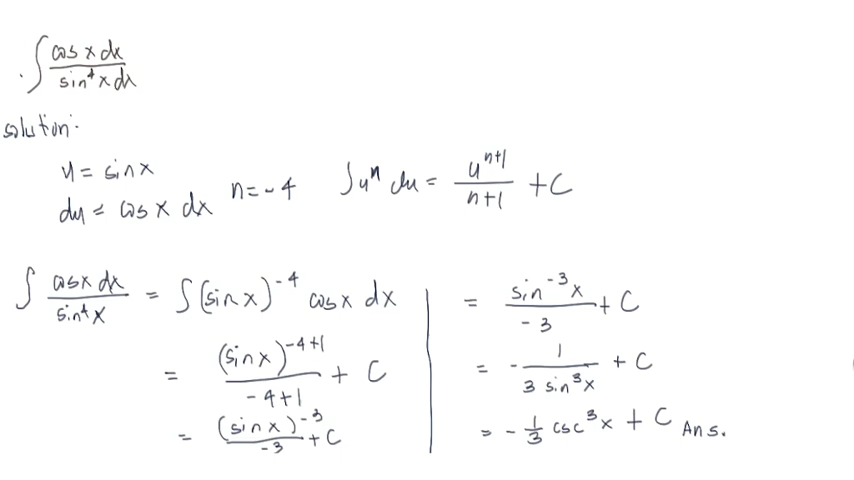 ∫ cos x dx / sin⁴ x dx
solution:
u = sin x
du = cos x dx
n = -4
∫ uⁿ du = uⁿ⁺¹ / n+1 + C
∫ cos x dx / sin⁴ x = ∫ (sin x)⁻⁴ cos x dx
= (sin x)⁻⁴⁺¹ / -4+1 + C
= (sin x)⁻³ / -3 + C
= sin⁻³ x / -3 + C
= - 1 / 3 sin³ x + C
= - 1/3 csc³ x + C Ans.